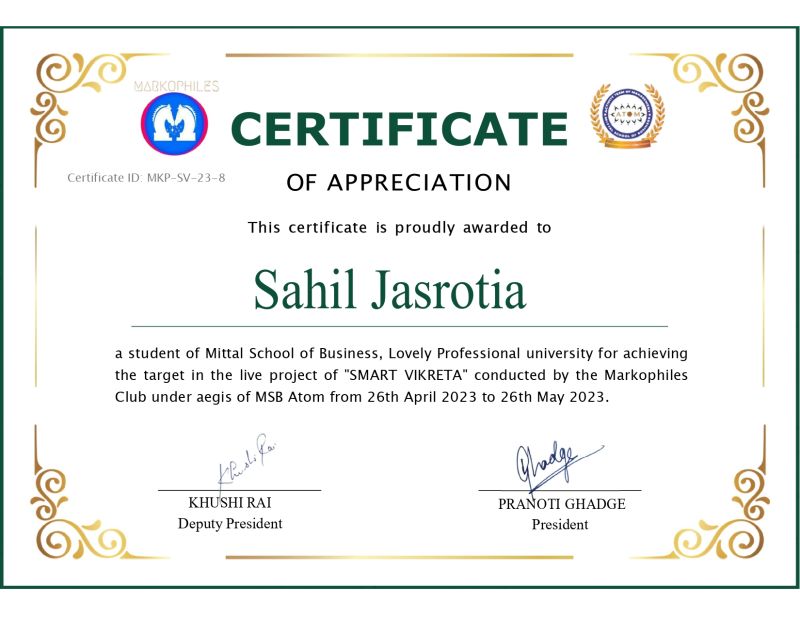 MARKOPHILES
ATOM
CERTIFICATE
Certificate ID: MKP-SV-23-8
OF APPRECIATION
This certificate is proudly awarded to
Sahil Jasrotia
a student of Mittal School of Business, Lovely Professional university for achieving
the target in the live project of "SMART VIKRETA" conducted by the Markophiles
Club under aegis of MSB Atom from 26th April 2023 to 26th May 2023.
Khushi Rai
Ghadge
KHUSHI RAI
PRANOTI GHADGE
Deputy President
President